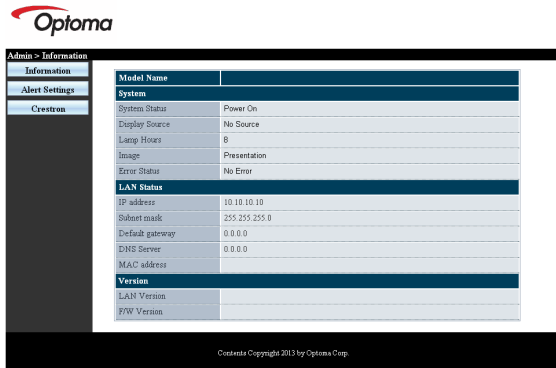 Optoma
Admin > Information
Information
Alert Settings
Crestron
Model Name
System
System Status Power On
Display Source No Source
Lamp Hours B
Image Presentation
Error Status No Error
LAN Status
IP address 10.10.10.10
Subnet mask 255.255.255.0
Default gateway 0.0.0.0
DNS Server 0.0.0.0
MAC address
Version
LAN Version
F/W Version
Contents Copyright 2013 by Optoma Corp.